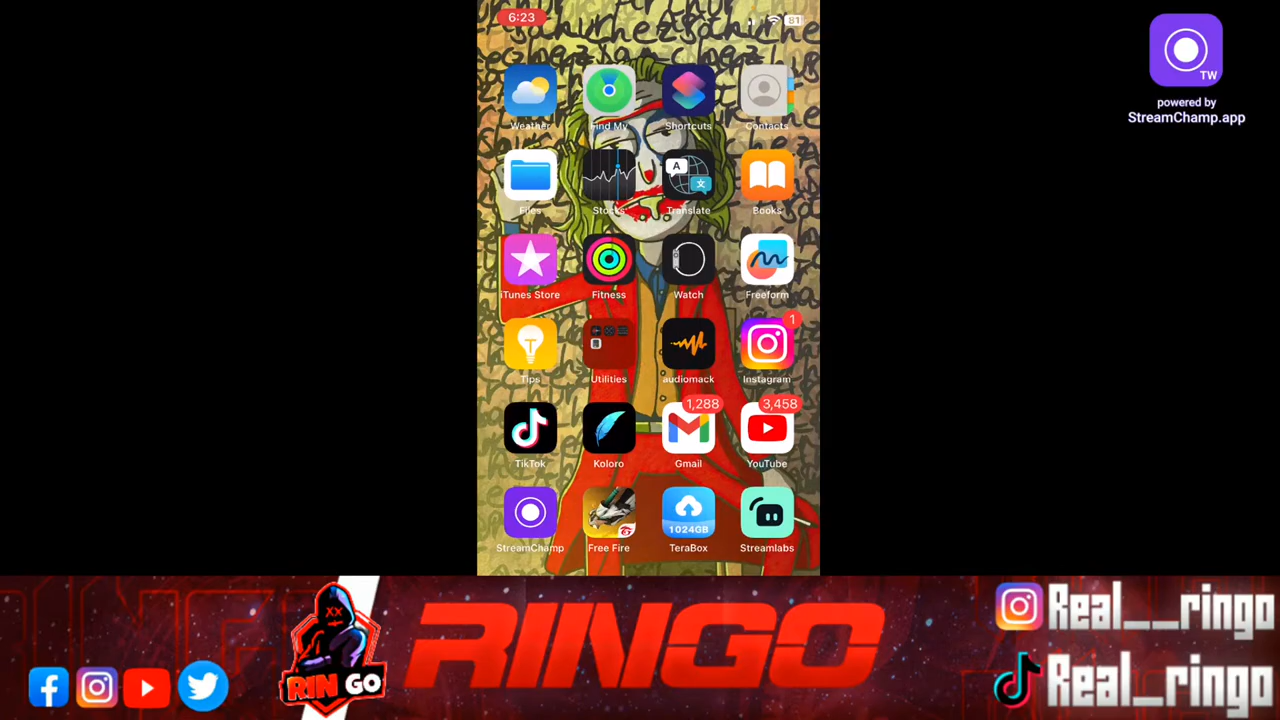 6:23
81
TW
powered by
StreamChamp.app
Weather
Find My
Shortcuts
Contacts
Files
Stocks
Translate
Books
iTunes Store
Fitness
Watch
Freeform
Tips
Utilities
audiomack
1
Instagram
TikTok
Koloro
1,288
Gmail
3,458
YouTube
StreamChamp
Free Fire
1024GB
TeraBox
Streamlabs
RINGO
RINGO
Real__ringo
Real_ringo